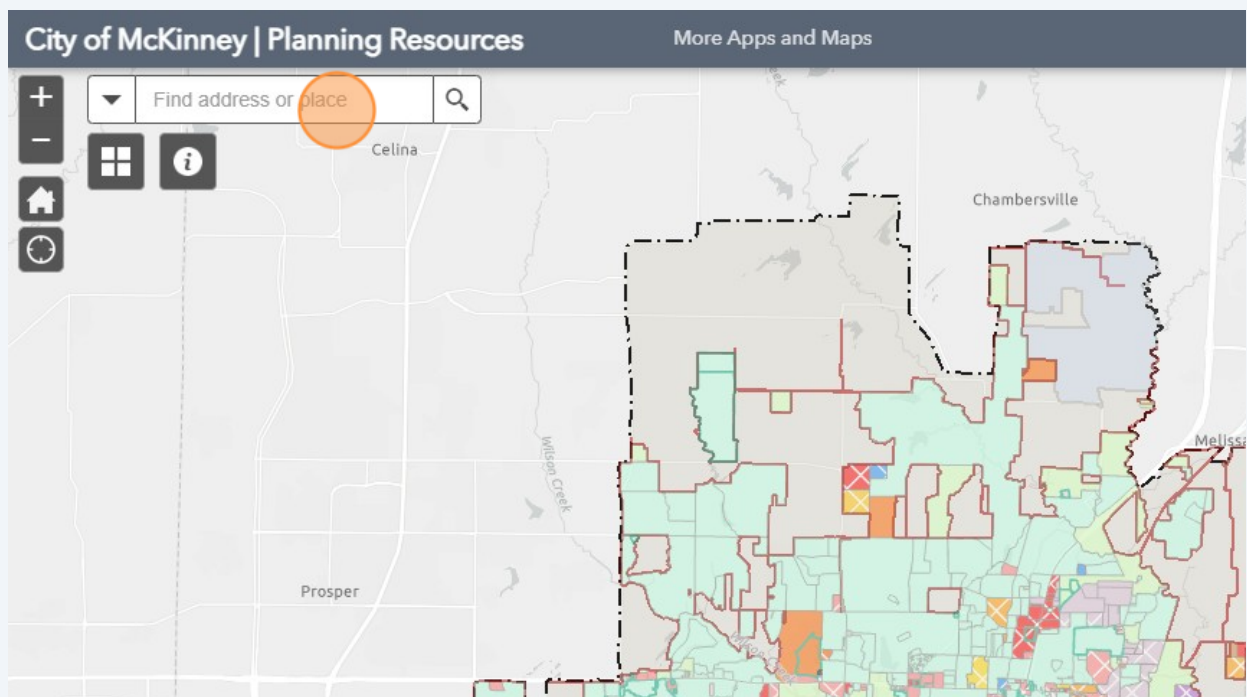 City of McKinney | Planning Resources
More Apps and Maps
+
Find address or place
−
i
Celina
Chambersville
Wilson Creek
Melissa
Prosper